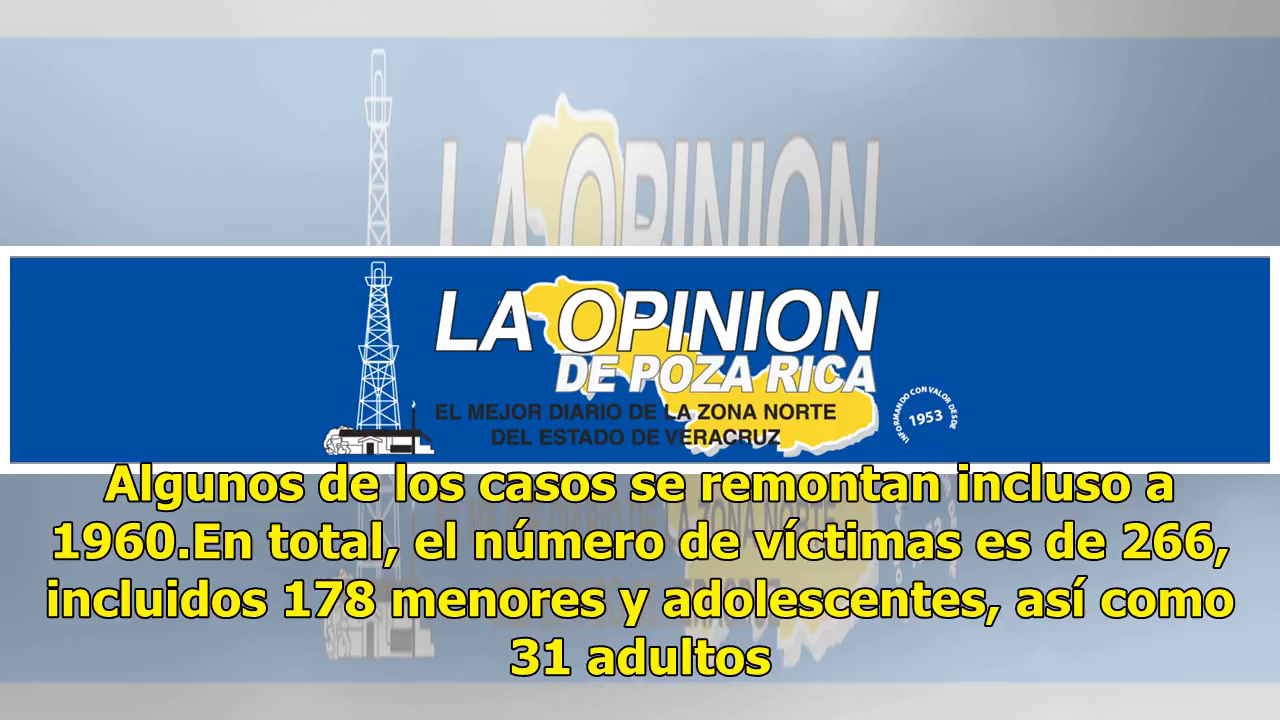 LA OPINION
LA OPINION
DE POZA RICA
EL MEJOR DIARIO DE LA ZONA NORTE
DEL ESTADO DE VERACRUZ
INFORMANDO CON VALOR DESDE
1953
Algunos de los casos se remontan incluso a
1960.En total, el número de víctimas es de 266,
incluidos 178 menores y adolescentes, así como
31 adultos